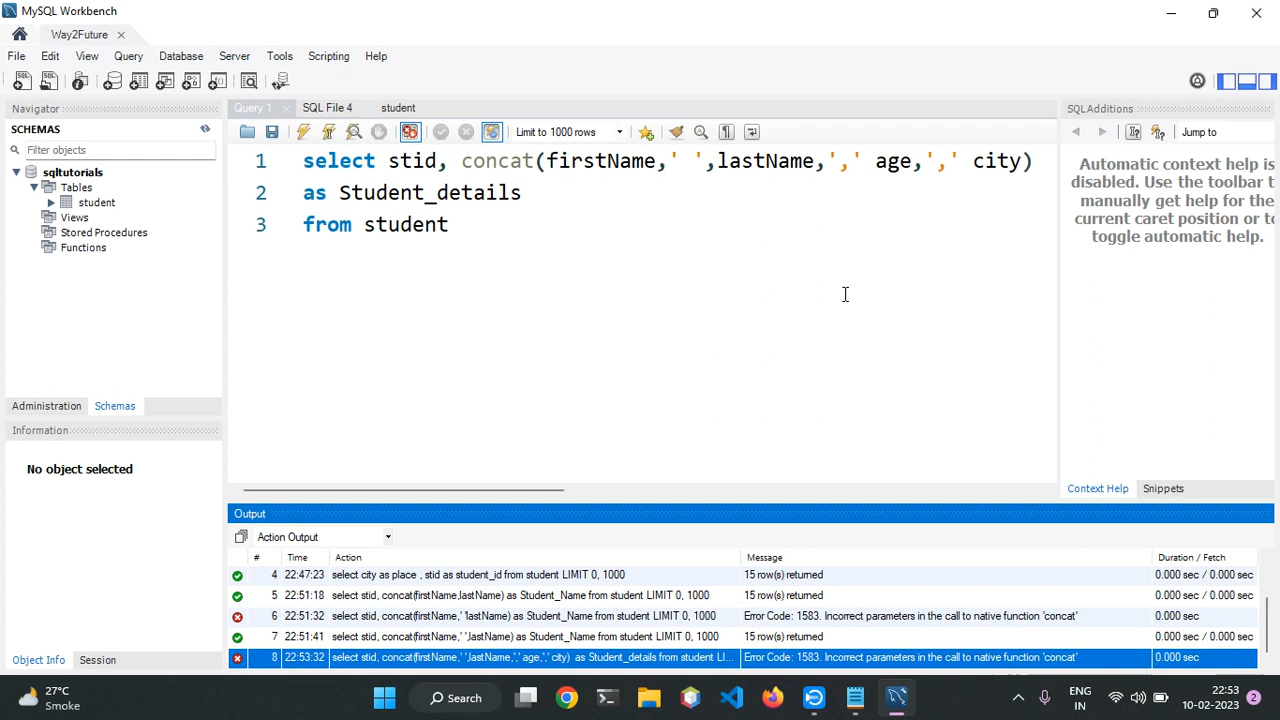 MySQL Workbench
Way2Future
File Edit View Query Database Server Tools Scripting Help
Navigator
SCHEMAS
Filter objects
sqltutorials
Tables
student
Views
Stored Procedures
Functions
Administration Schemas
Information
No object selected
Object Info Session
Query 1 SQL File 4 student
Limit to 1000 rows
1 select stid, concat(firstName,' ',lastName,',' age,',' city)
2 as Student_details
3 from student
SQLAdditions
Jump to
Automatic context help is
disabled. Use the toolbar t
manually get help for the
current caret position or to
toggle automatic help.
Context Help Snippets
Output
Action Output
# Time Action Message Duration / Fetch
4 22:47:23 select city as place , stid as student_id from student LIMIT 0, 1000 15 row(s) returned 0.000 sec / 0.000 sec
5 22:51:18 select stid, concat(firstName,lastName) as Student_Name from student LIMIT 0, 1000 15 row(s) returned 0.000 sec / 0.000 sec
6 22:51:32 select stid, concat(firstName,' 'lastName) as Student_Name from student LIMIT 0, 1000 Error Code: 1583. Incorrect parameters in the call to native function 'concat' 0.000 sec
7 22:51:41 select stid, concat(firstName,' ',lastName) as Student_Name from student LIMIT 0, 1000 15 row(s) returned 0.000 sec / 0.000 sec
8 22:53:32 select stid, concat(firstName,' ',lastName,',' age,',' city) as Student_details from student LI... Error Code: 1583. Incorrect parameters in the call to native function 'concat' 0.000 sec
27°C
Smoke
Search
ENG
IN
22:53
10-02-2023
2